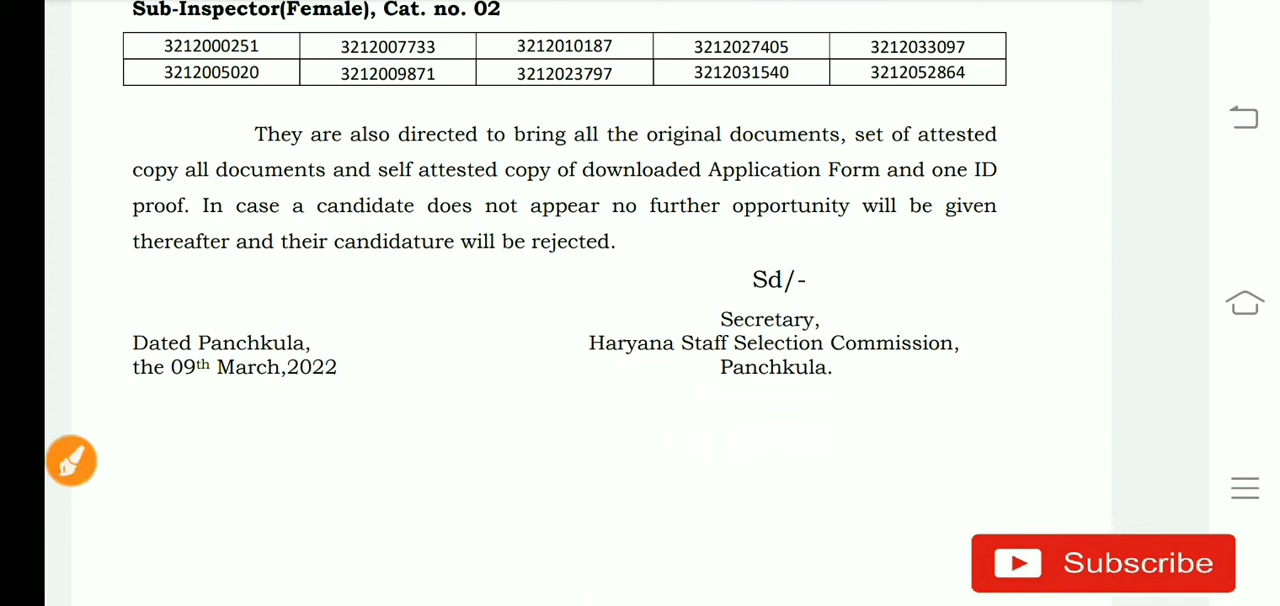 Sub-Inspector(Female), Cat. no. 02
3212000251 3212007733 3212010187 3212027405 3212033097
3212005020 3212009871 3212023797 3212031540 3212052864
They are also directed to bring all the original documents, set of attested
copy all documents and self attested copy of downloaded Application Form and one ID
proof. In case a candidate does not appear no further opportunity will be given
thereafter and their candidature will be rejected.
Sd/-
Secretary,
Dated Panchkula, Haryana Staff Selection Commission,
the 09th March,2022 Panchkula.
Subscribe